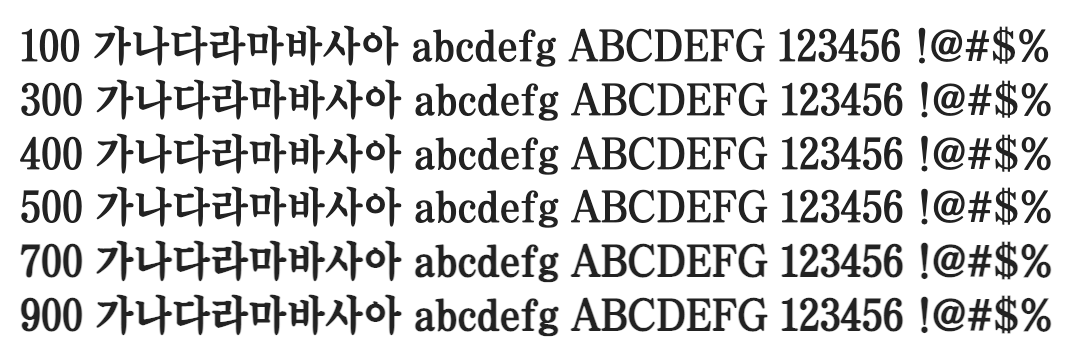 100 가나다라마바사아 abcdefg ABCDEFG 123456 !@#$%
300 가나다라마바사아 abcdefg ABCDEFG 123456 !@#$%
400 가나다라마바사아 abcdefg ABCDEFG 123456 !@#$%
500 가나다라마바사아 abcdefg ABCDEFG 123456 !@#$%
700 가나다라마바사아 abcdefg ABCDEFG 123456 !@#$%
900 가나다라마바사아 abcdefg ABCDEFG 123456 !@#$%